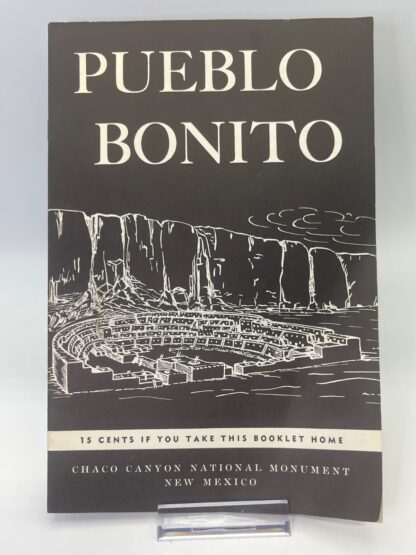 PUEBLO
BONITO
15 CENTS IF YOU TAKE THIS BOOKLET HOME
CHACO CANYON NATIONAL MONUMENT
NEW MEXICO